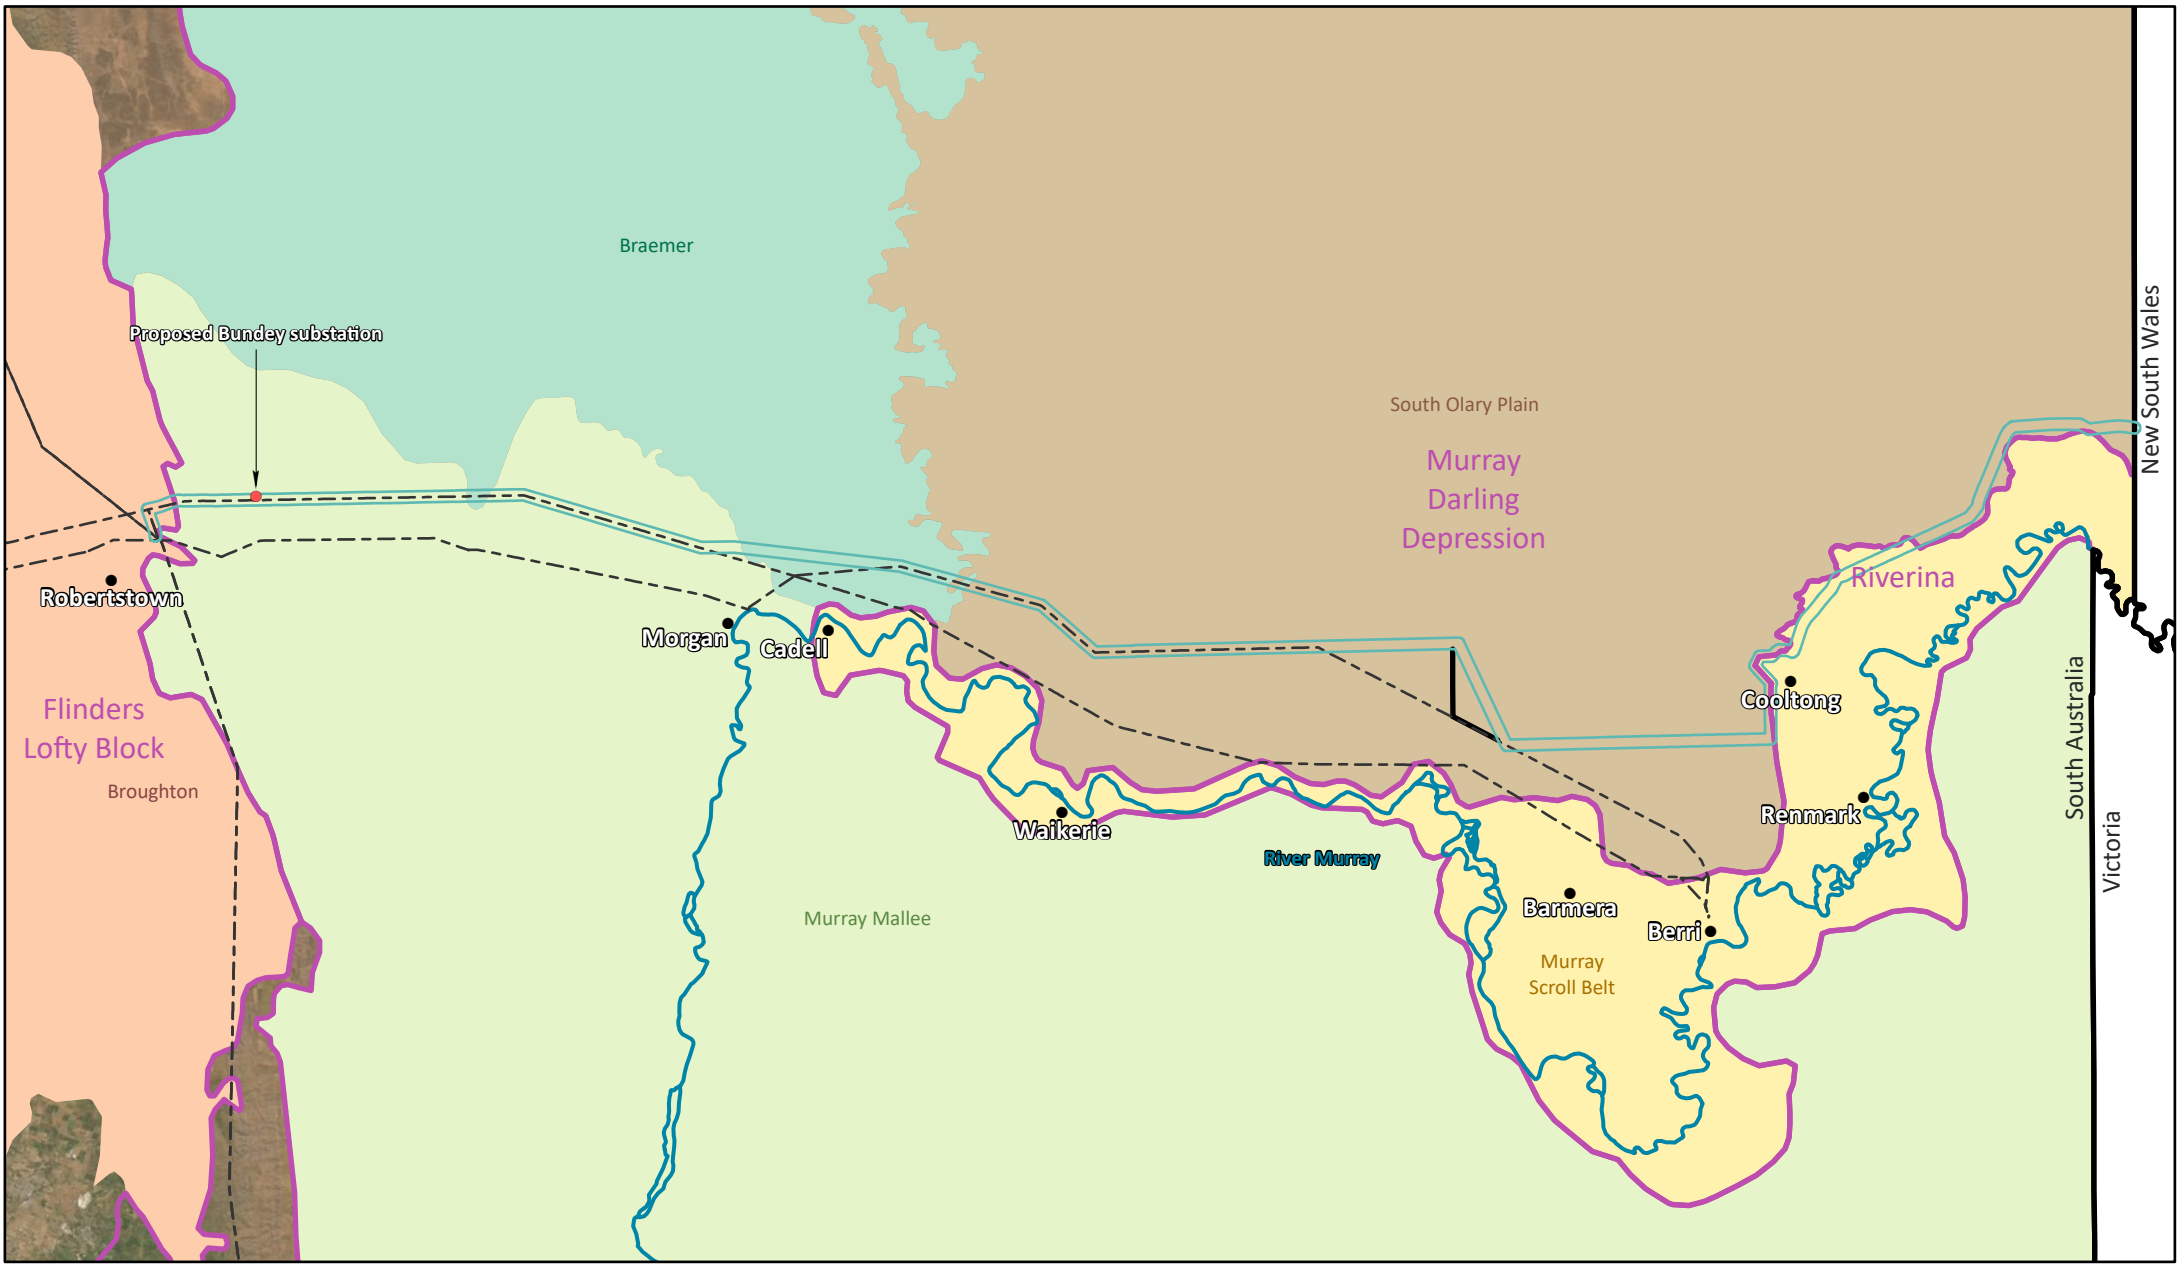 Braemer
Proposed Bundey substation
New South Wales
South Olary Plain
Murray
Darling
Depression
Riverina
Robertstown
Morgan
Cadell
Cooltong
Flinders
Lofty Block
Broughton
South Australia
Victoria
Renmark
Waikerie
River Murray
Murray Mallee
Barmera
Berri
Murray
Scroll Belt